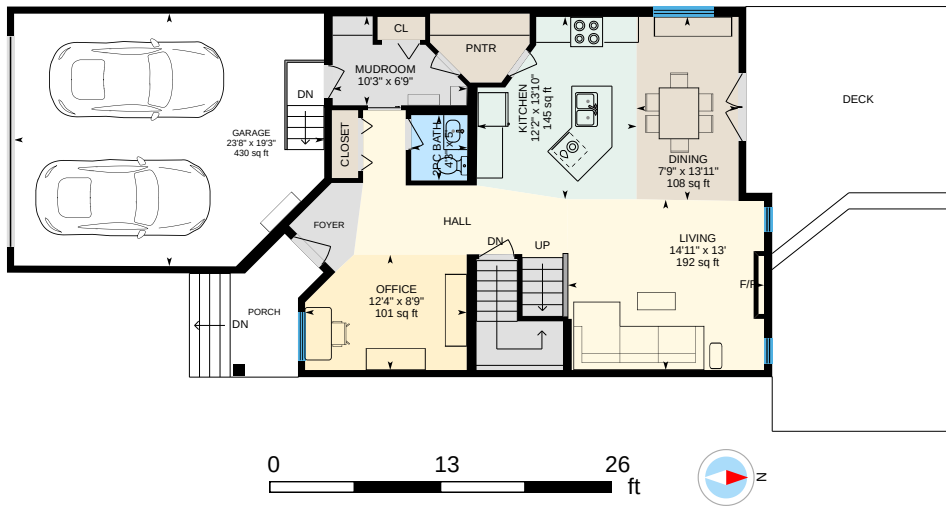 CL
PNTR
MUDROOM
10'3" x 6'9"
DN
GARAGE
23'8" x 19'3"
430 sq ft
CLOSET
2PC BATH
4'3" x 5'
KITCHEN
12'2" x 13'10"
145 sq ft
DINING
7'9" x 13'11"
108 sq ft
DECK
FOYER
HALL
DN
UP
LIVING
14'11" x 13'
192 sq ft
F/P
OFFICE
12'4" x 8'9"
101 sq ft
PORCH
DN
0 13 26
ft
N